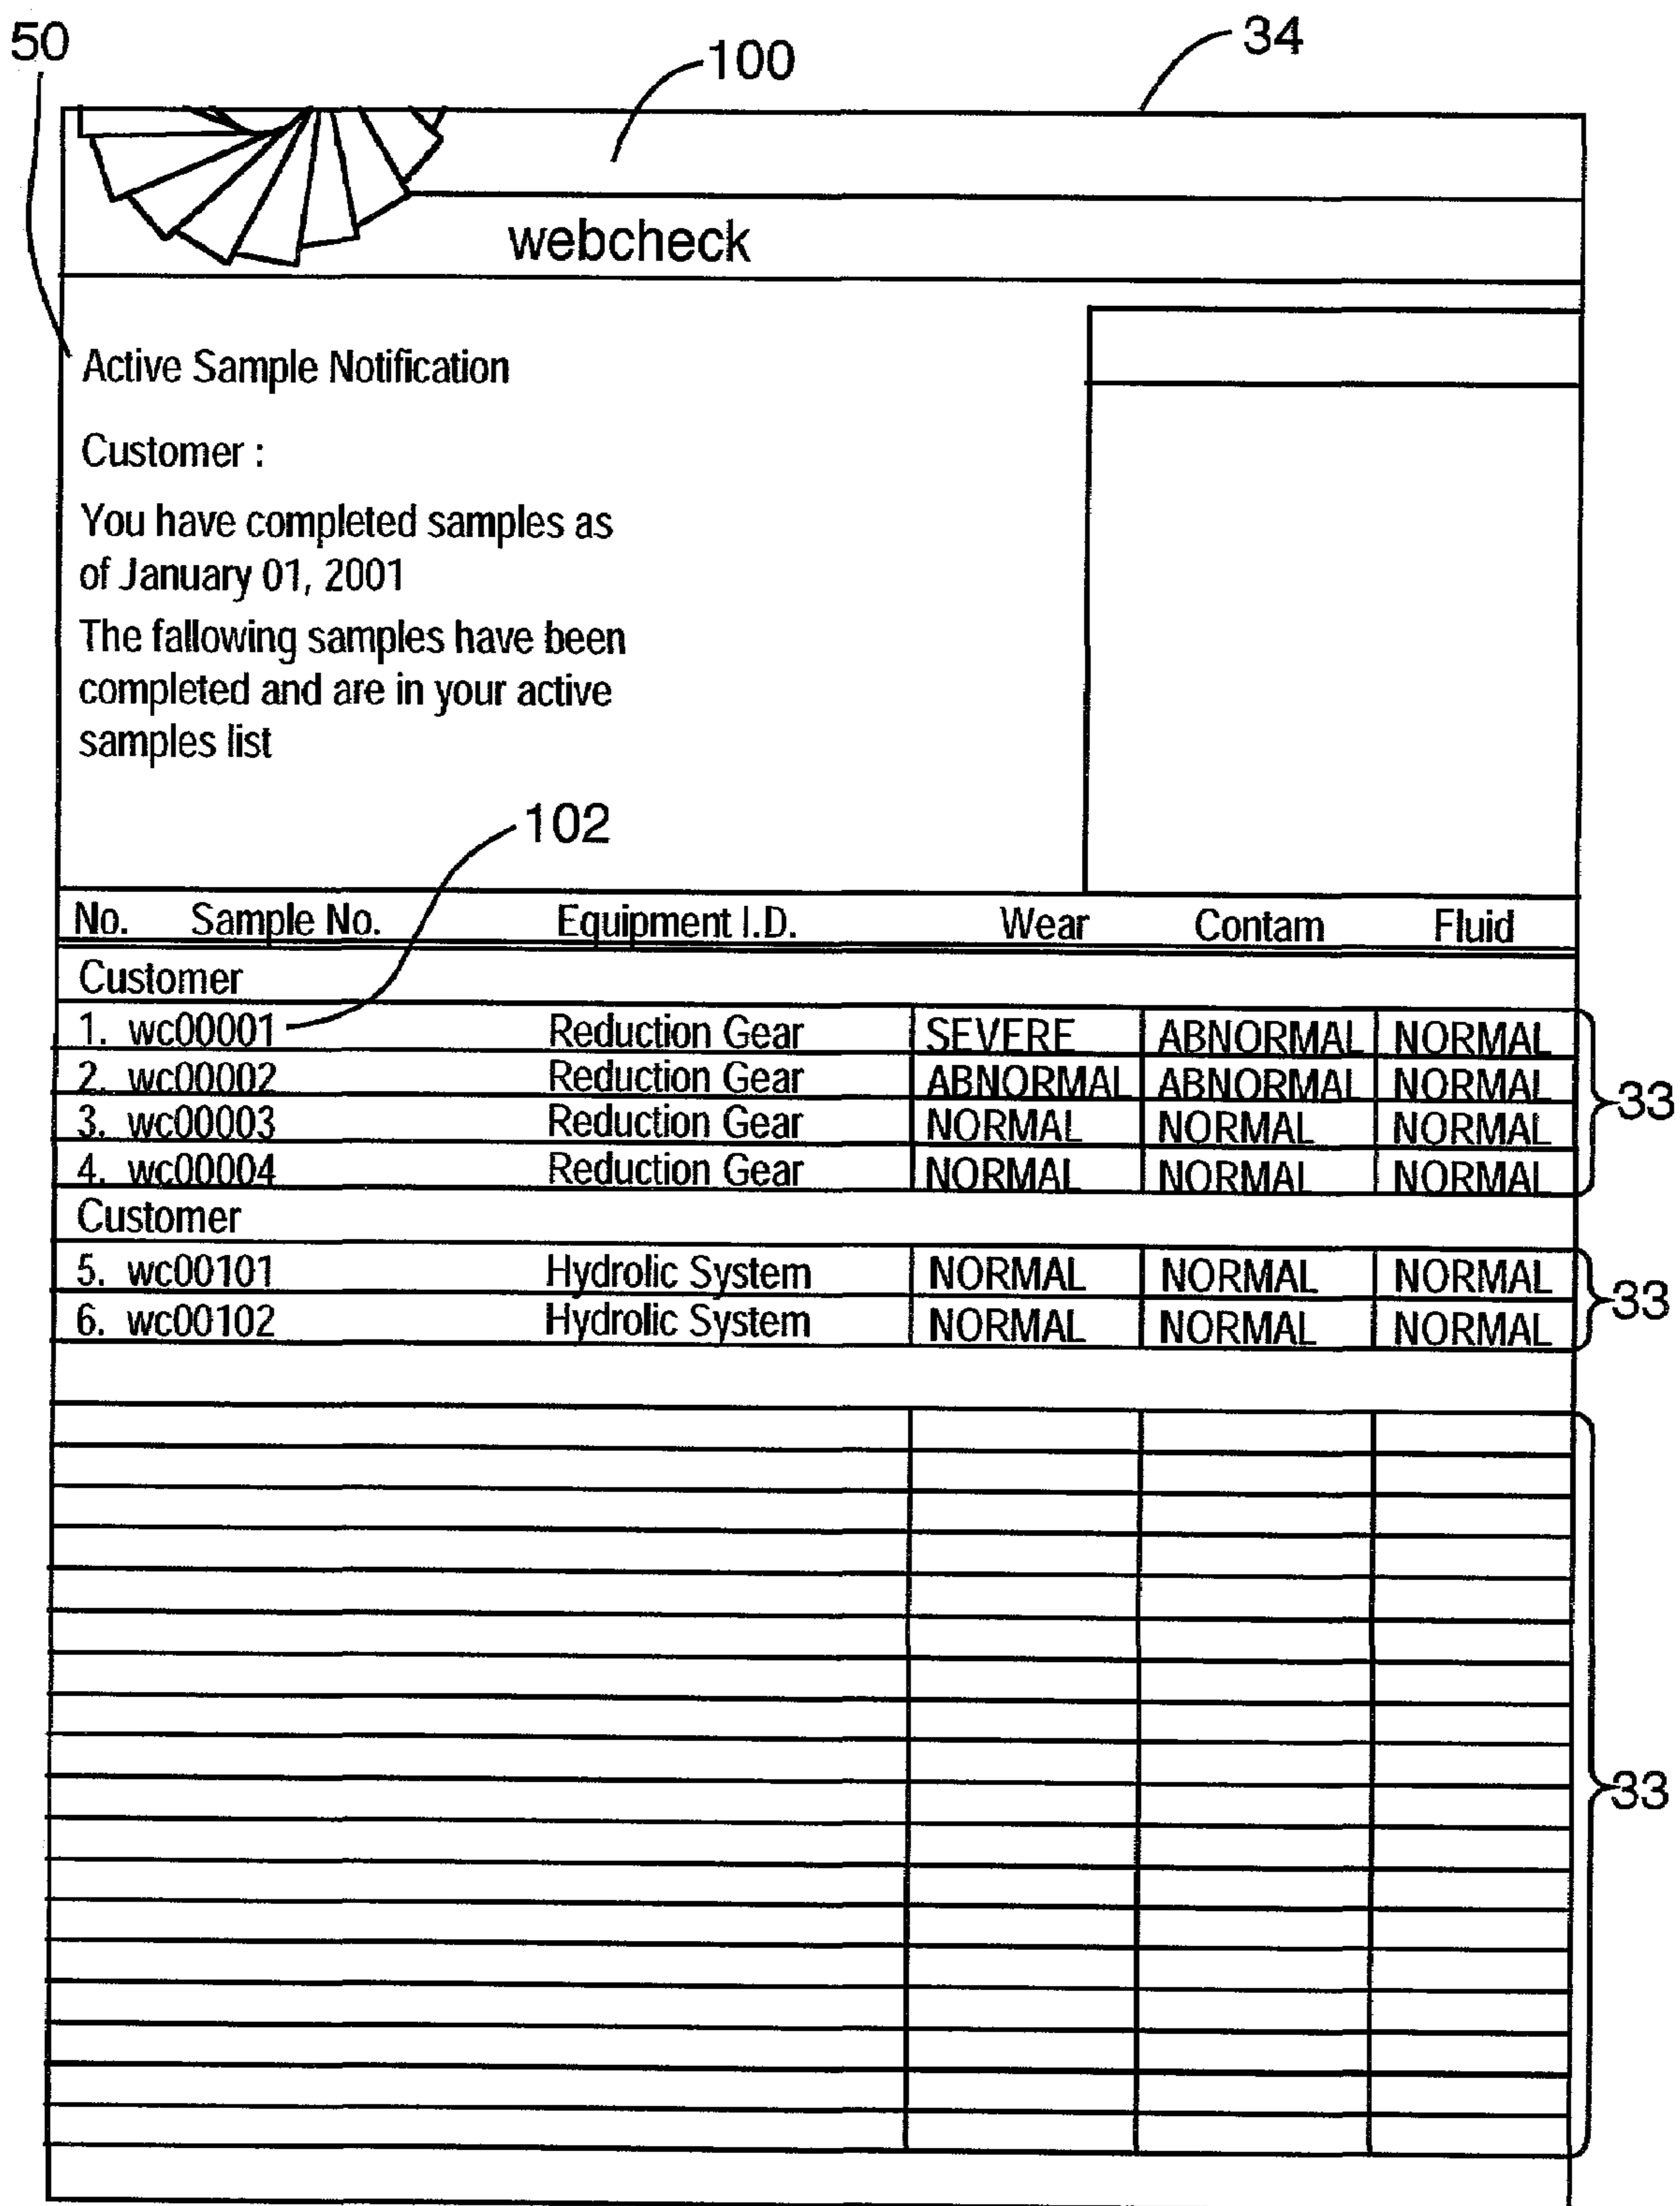 50
100
34
webcheck
Active Sample Notification
Customer :
You have completed samples as
of January 01, 2001
The fallowing samples have been
completed and are in your active
samples list
102
No. Sample No. Equipment I.D. Wear Contam Fluid
Customer
1. wc00001 Reduction Gear SEVERE ABNORMAL NORMAL
2. wc00002 Reduction Gear ABNORMAL ABNORMAL NORMAL
33
3. wc00003 Reduction Gear NORMAL NORMAL NORMAL
4. wc00004 Reduction Gear NORMAL NORMAL NORMAL
Customer
5. wc00101 Hydrolic System NORMAL NORMAL NORMAL
33
6. wc00102 Hydrolic System NORMAL NORMAL NORMAL
33